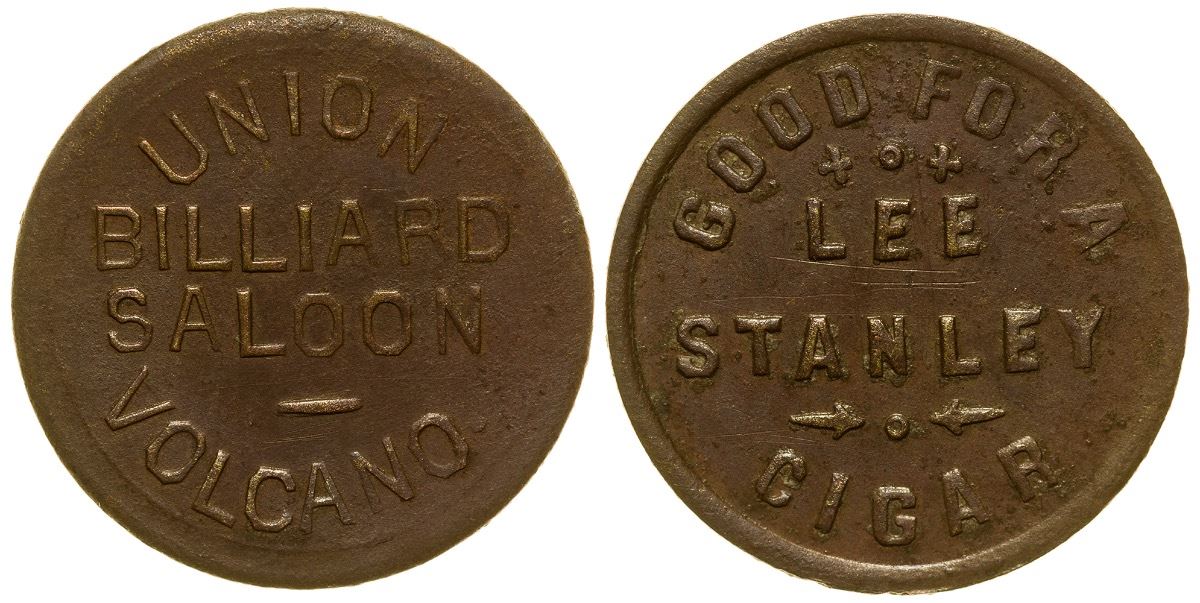 UNION
BILLIARD
SALOON
VOLCANO
GOOD FOR A
LEE
STANLEY
CIGAR